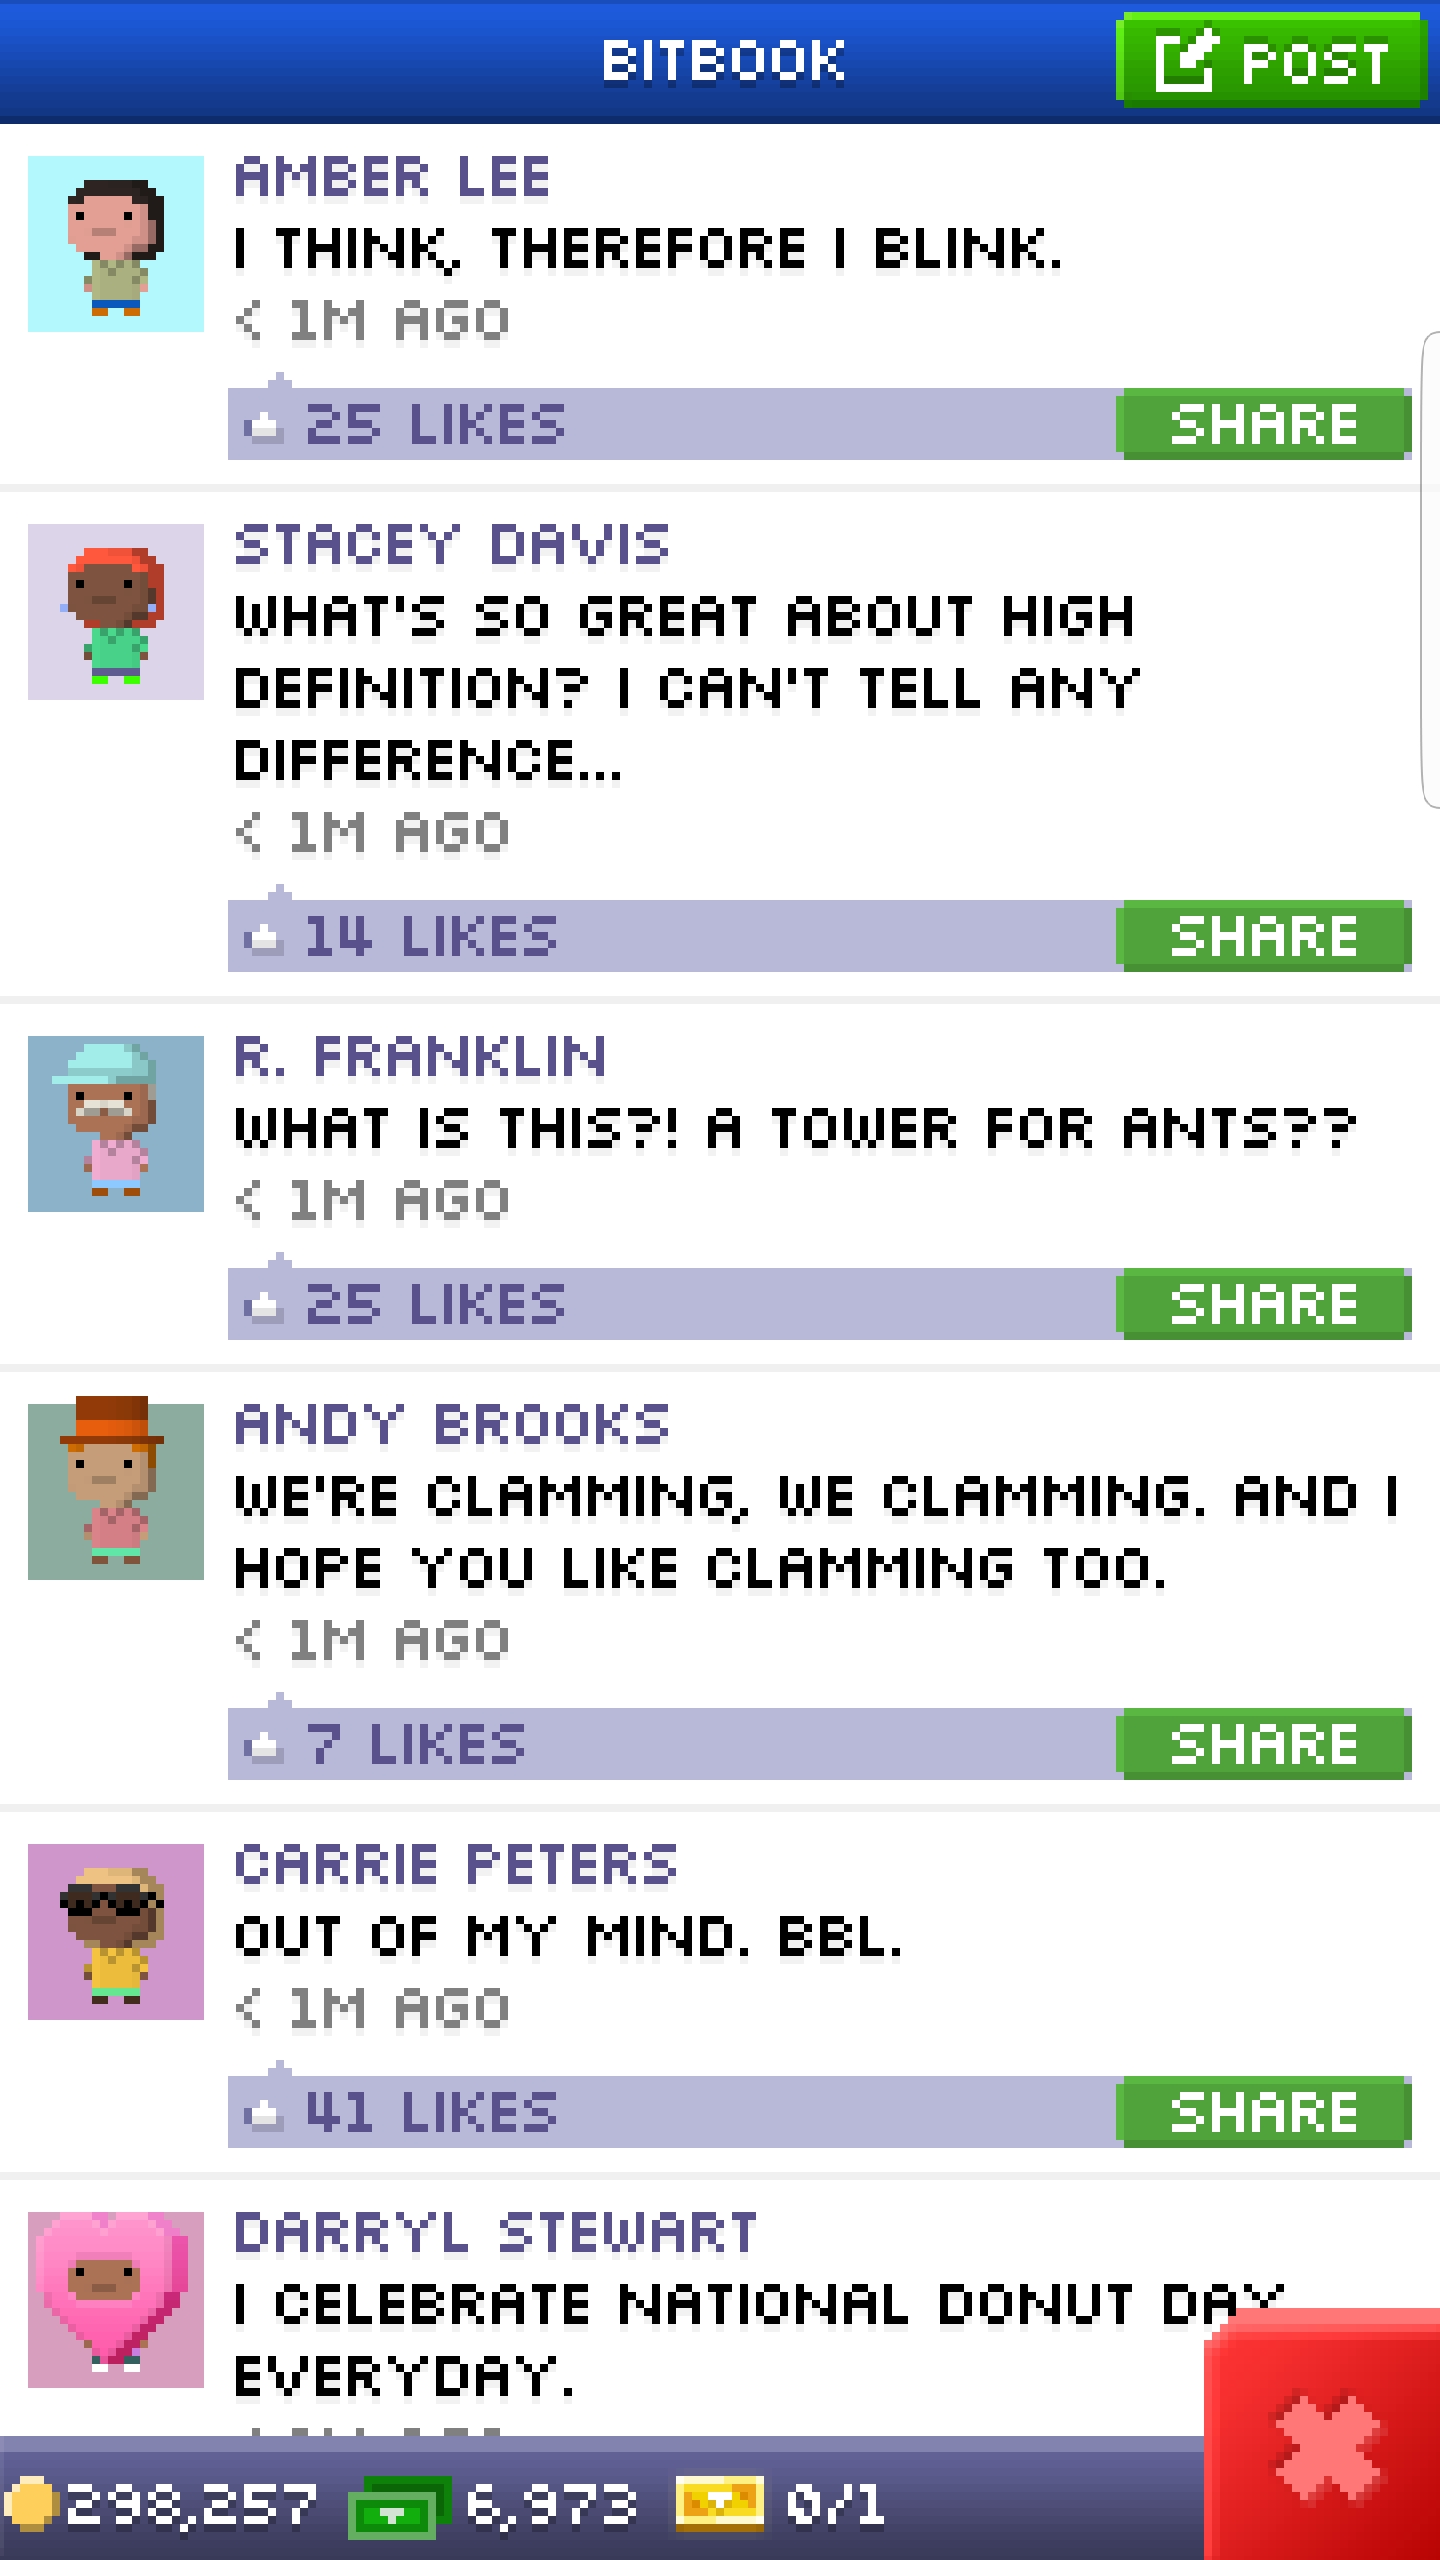 BITBOOK
POST
AMBER LEE
I THINK, THEREFORE I BLINK.
< 1M AGO
25 LIKES
SHARE
STACEY DAVIS
WHAT'S SO GREAT ABOUT HIGH
DEFINITION? I CAN'T TELL ANY
DIFFERENCE...
< 1M AGO
14 LIKES
SHARE
R. FRANKLIN
WHAT IS THIS?! A TOWER FOR ANTS??
< 1M AGO
25 LIKES
SHARE
ANDY BROOKS
WE'RE CLAMMING, WE CLAMMING. AND I
HOPE YOU LIKE CLAMMING TOO.
< 1M AGO
7 LIKES
SHARE
CARRIE PETERS
OUT OF MY MIND. BBL.
< 1M AGO
41 LIKES
SHARE
DARRYL STEWART
I CELEBRATE NATIONAL DONUT DAY
EVERYDAY.
298,257 6,973 0/1